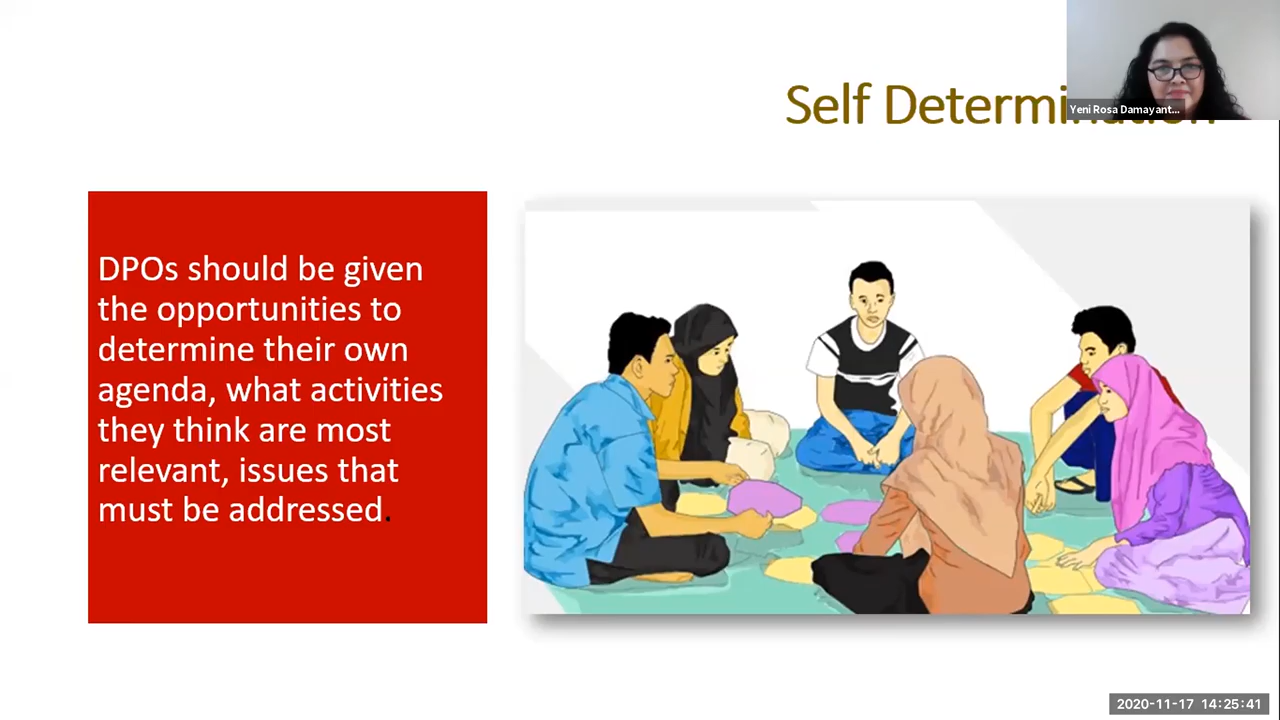 Self Determination
Yeni Rosa Damayant...
DPOs should be given
the opportunities to
determine their own
agenda, what activities
they think are most
relevant, issues that
must be addressed.
2020-11-17 14:25:41